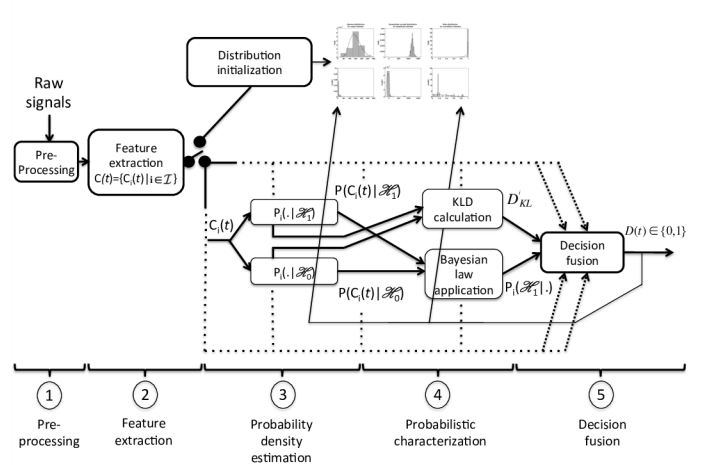 Distribution
initialization
Raw
signals
Pre-
Processing
Feature
extraction
C(t)={C_i(t)|i∈ℐ}
P(C_i(t)|ℋ_1)
C_i(t)
P_i(.|ℋ_1)
KLD
calculation
D^i_KL
D(t)∈{0,1}
Decision
fusion
P_i(.|ℋ_0)
Bayesian
law
application
P(C_i(t)|ℋ_0)
P_i(ℋ_1|.)
1
2
3
4
5
Pre-
processing
Feature
extraction
Probability
density
estimation
Probabilistic
characterization
Decision
fusion